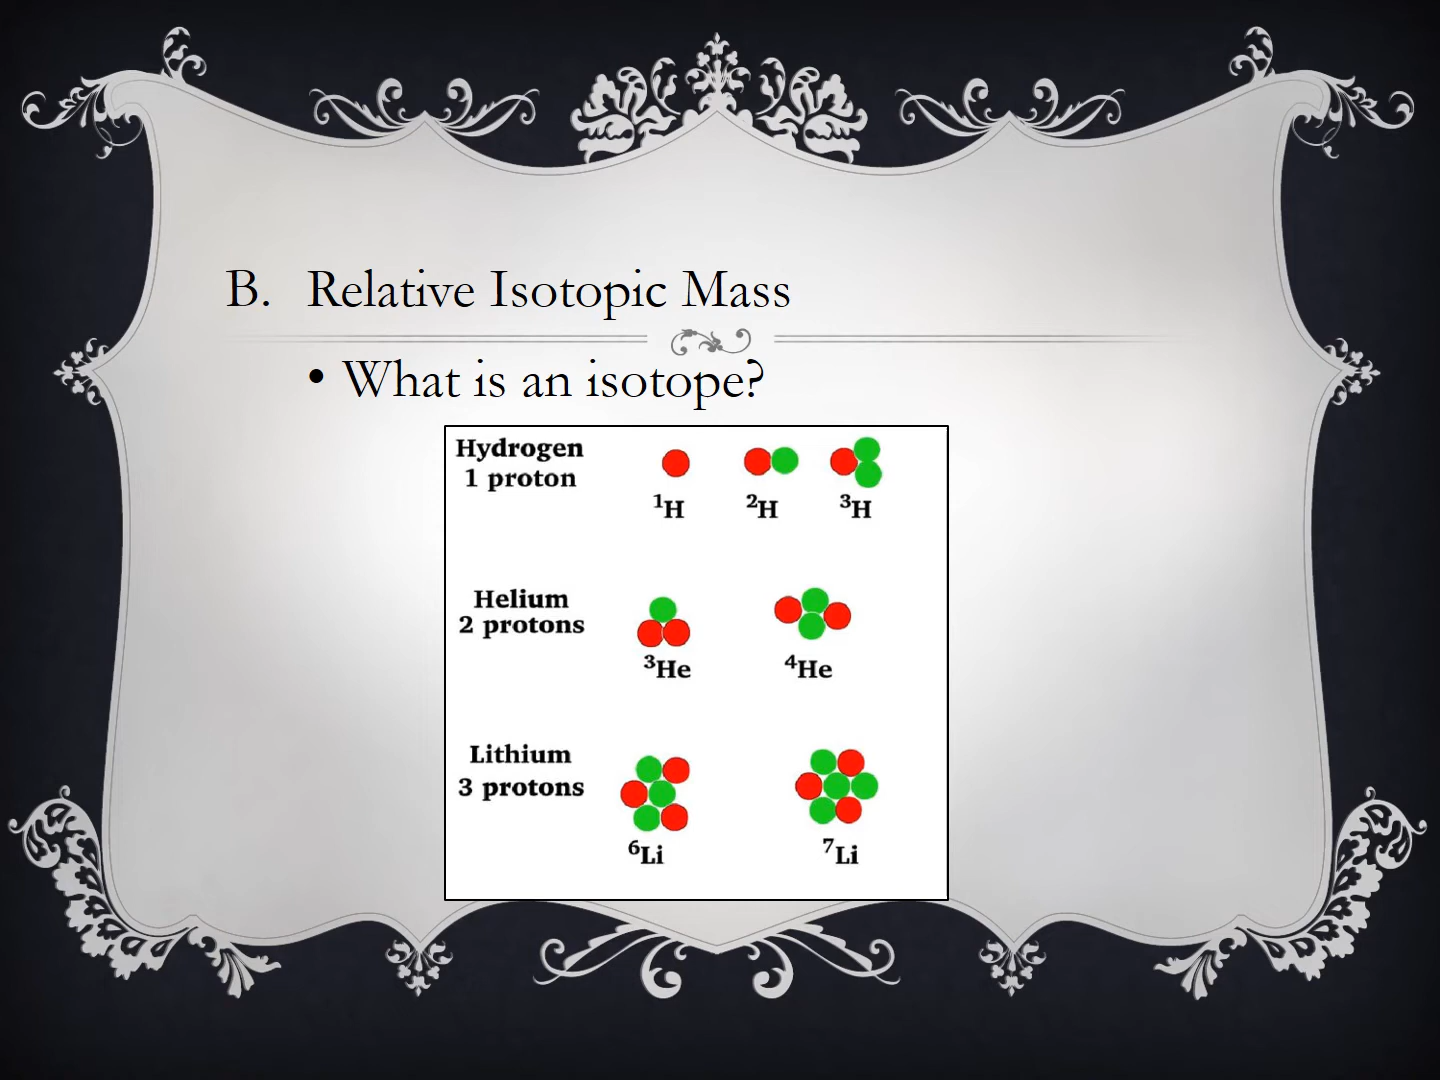 B. Relative Isotopic Mass
• What is an isotope?
Hydrogen
1 proton
¹H ²H ³H
Helium
2 protons
³He ⁴He
Lithium
3 protons
⁶Li ⁷Li